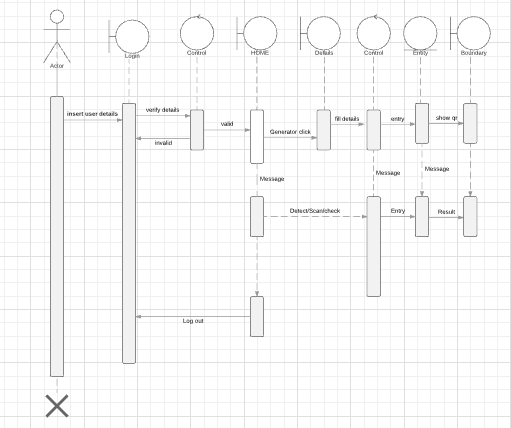 Actor
Login
Control
HOME
Details
Control
Entity
Boundary
insert user details
verify details
invalid
valid
Generator click
fill details
entry
show qr
Message
Message
Message
Detect/Scan/check
Entry
Result
Log out